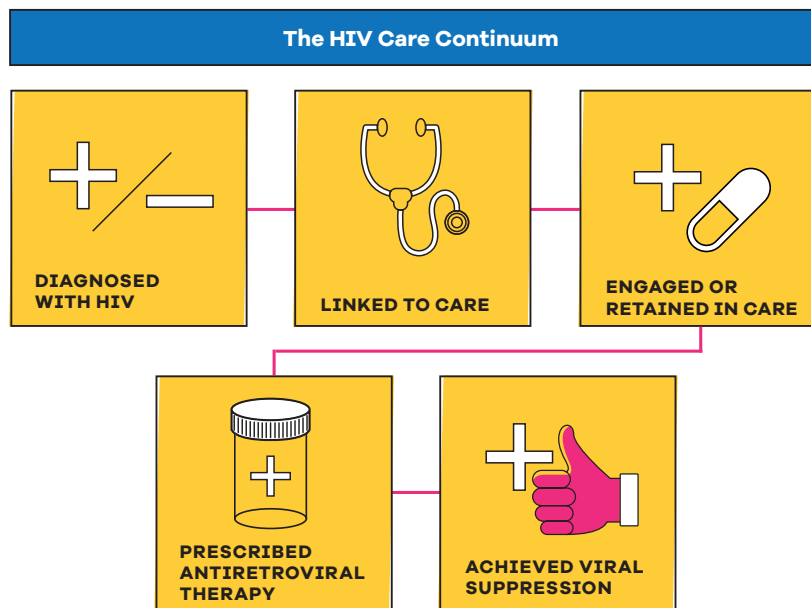 The HIV Care Continuum
DIAGNOSED
WITH HIV
LINKED TO CARE
ENGAGED OR
RETAINED IN CARE
PRESCRIBED
ANTIRETROVIRAL
THERAPY
ACHIEVED VIRAL
SUPPRESSION